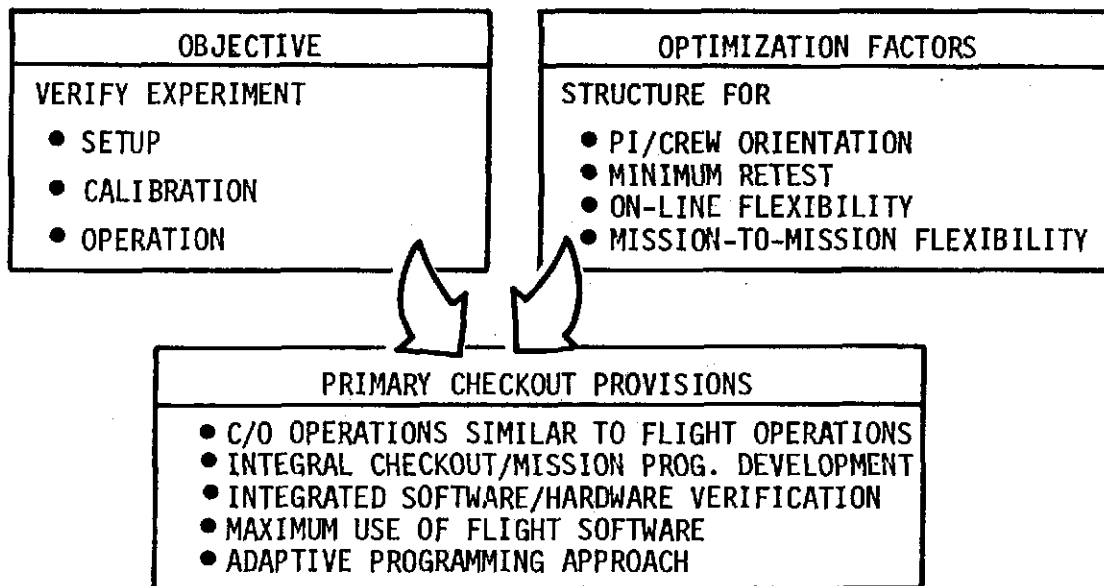 OBJECTIVE
VERIFY EXPERIMENT
● SETUP
● CALIBRATION
● OPERATION
OPTIMIZATION FACTORS
STRUCTURE FOR
● PI/CREW ORIENTATION
● MINIMUM RETEST
● ON-LINE FLEXIBILITY
● MISSION-TO-MISSION FLEXIBILITY
PRIMARY CHECKOUT PROVISIONS
● C/O OPERATIONS SIMILAR TO FLIGHT OPERATIONS
● INTEGRAL CHECKOUT/MISSION PROG. DEVELOPMENT
● INTEGRATED SOFTWARE/HARDWARE VERIFICATION
● MAXIMUM USE OF FLIGHT SOFTWARE
● ADAPTIVE PROGRAMMING APPROACH